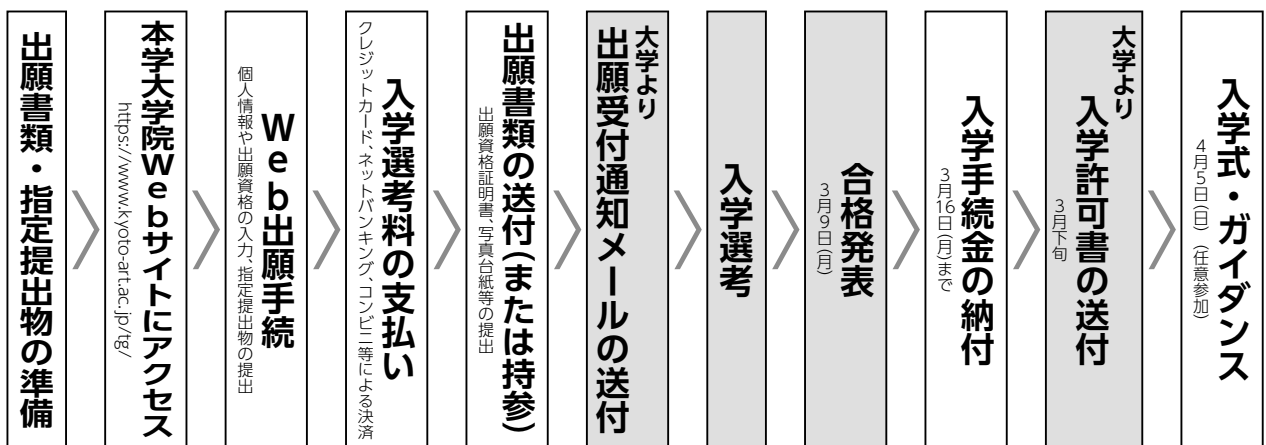 出願書類・指定提出物の準備
本学大学院Webサイトにアクセス
https://www.kyoto-art.ac.jp/tg/
Web出願手続
個人情報や出願資格の入力、指定提出物の提出
入学選考料の支払い
クレジットカード、ネットバンキング、コンビニ等による決済
出願書類の送付(または持参)
出願資格証明書、写真台紙等の提出
大学より
出願受付通知メールの送付
入学選考
合格発表
3月9日(月)
入学手続金の納付
3月16日(月)まで
大学より
入学許可書の送付
3月下旬
入学式・ガイダンス
4月5日(日)(任意参加)